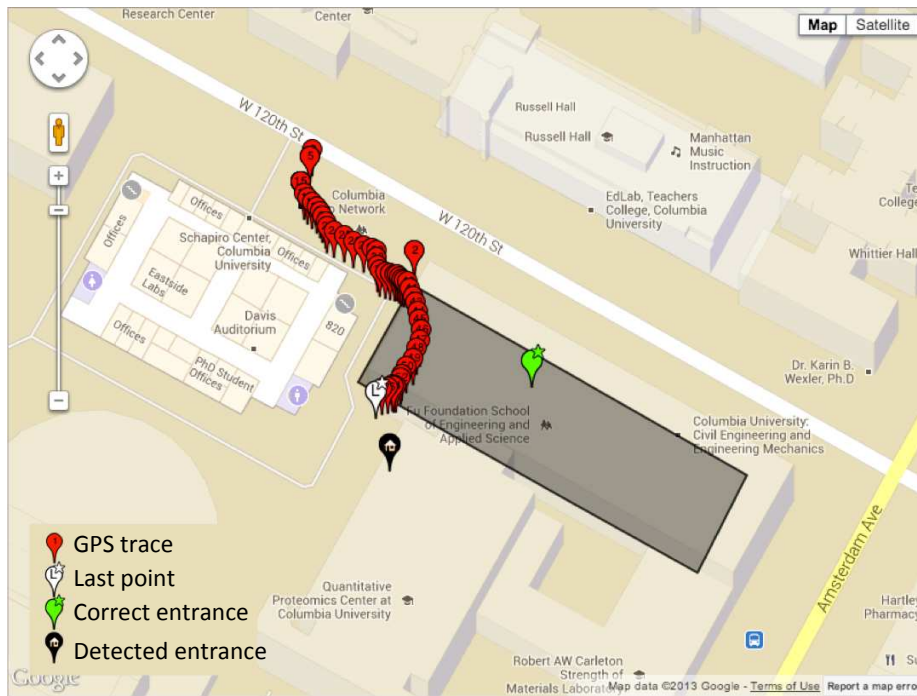 Research Center
Center
Map
Satellite
W 120th St
Russell Hall
Russell Hall
Manhattan
Music
Instruction
Columbia
Network
EdLab, Teachers
College, Columbia
University
College
Whittier Hall
W 120th St
Offices
Offices
Schapiro Center,
Columbia
University
Offices
Eastside
Labs
Davis
Auditorium
820
Offices
PhD Student
Offices
5
2
L
Dr. Karin B.
Wexler, Ph.D
Fu Foundation School
of Engineering and
Applied Science
Columbia University:
Civil Engineering and
Engineering Mechanics
Amsterdam Ave
GPS trace
Last point
Correct entrance
Detected entrance
Quantitative
Proteomics Center at
Columbia University
Hartley
Pharmacy
Robert AW Carleton
Strength of
Materials Laboratory
Google
Map data ©2013 Google - Terms of Use Report a map error